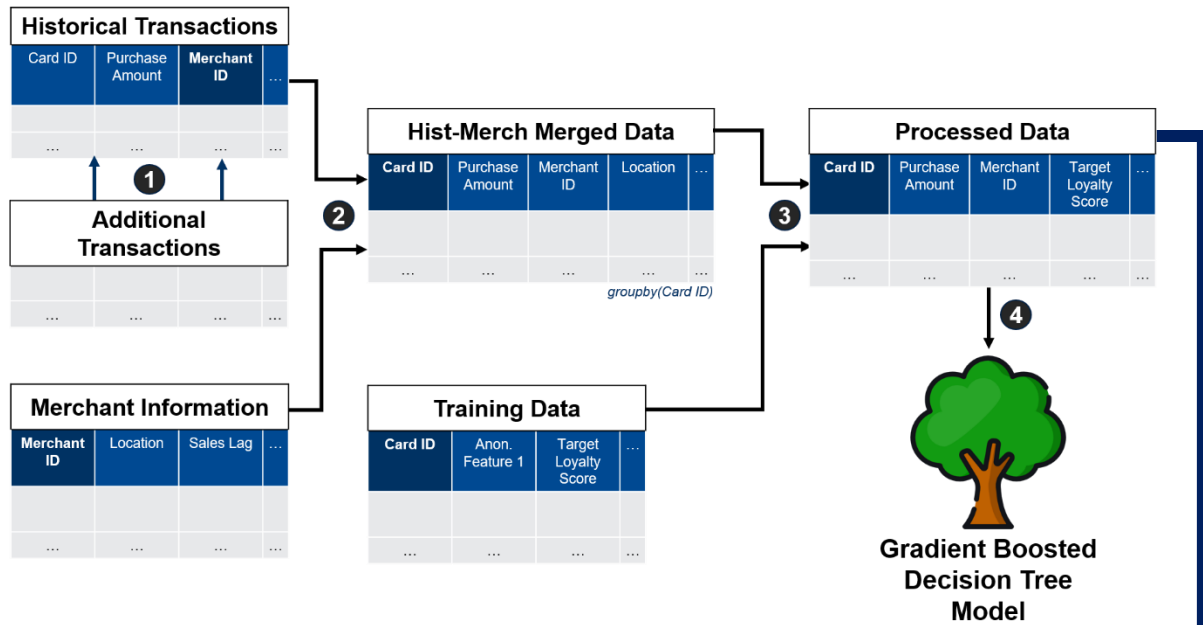 Historical Transactions
Card ID
Purchase
Amount
Merchant
ID
...
... ... ... ...
1
Additional
Transactions
... ... ... ...
Merchant Information
Merchant
ID
Location
Sales Lag
...
... ... ... ...
2
Hist-Merch Merged Data
Card ID
Purchase
Amount
Merchant
ID
Location
...
... ... ... ... ...
groupby(Card ID)
Training Data
Card ID
Anon.
Feature 1
Target
Loyalty
Score
...
... ... ... ...
3
Processed Data
Card ID
Purchase
Amount
Merchant
ID
Target
Loyalty
Score
...
... ... ... ... ...
4
Gradient Boosted
Decision Tree
Model